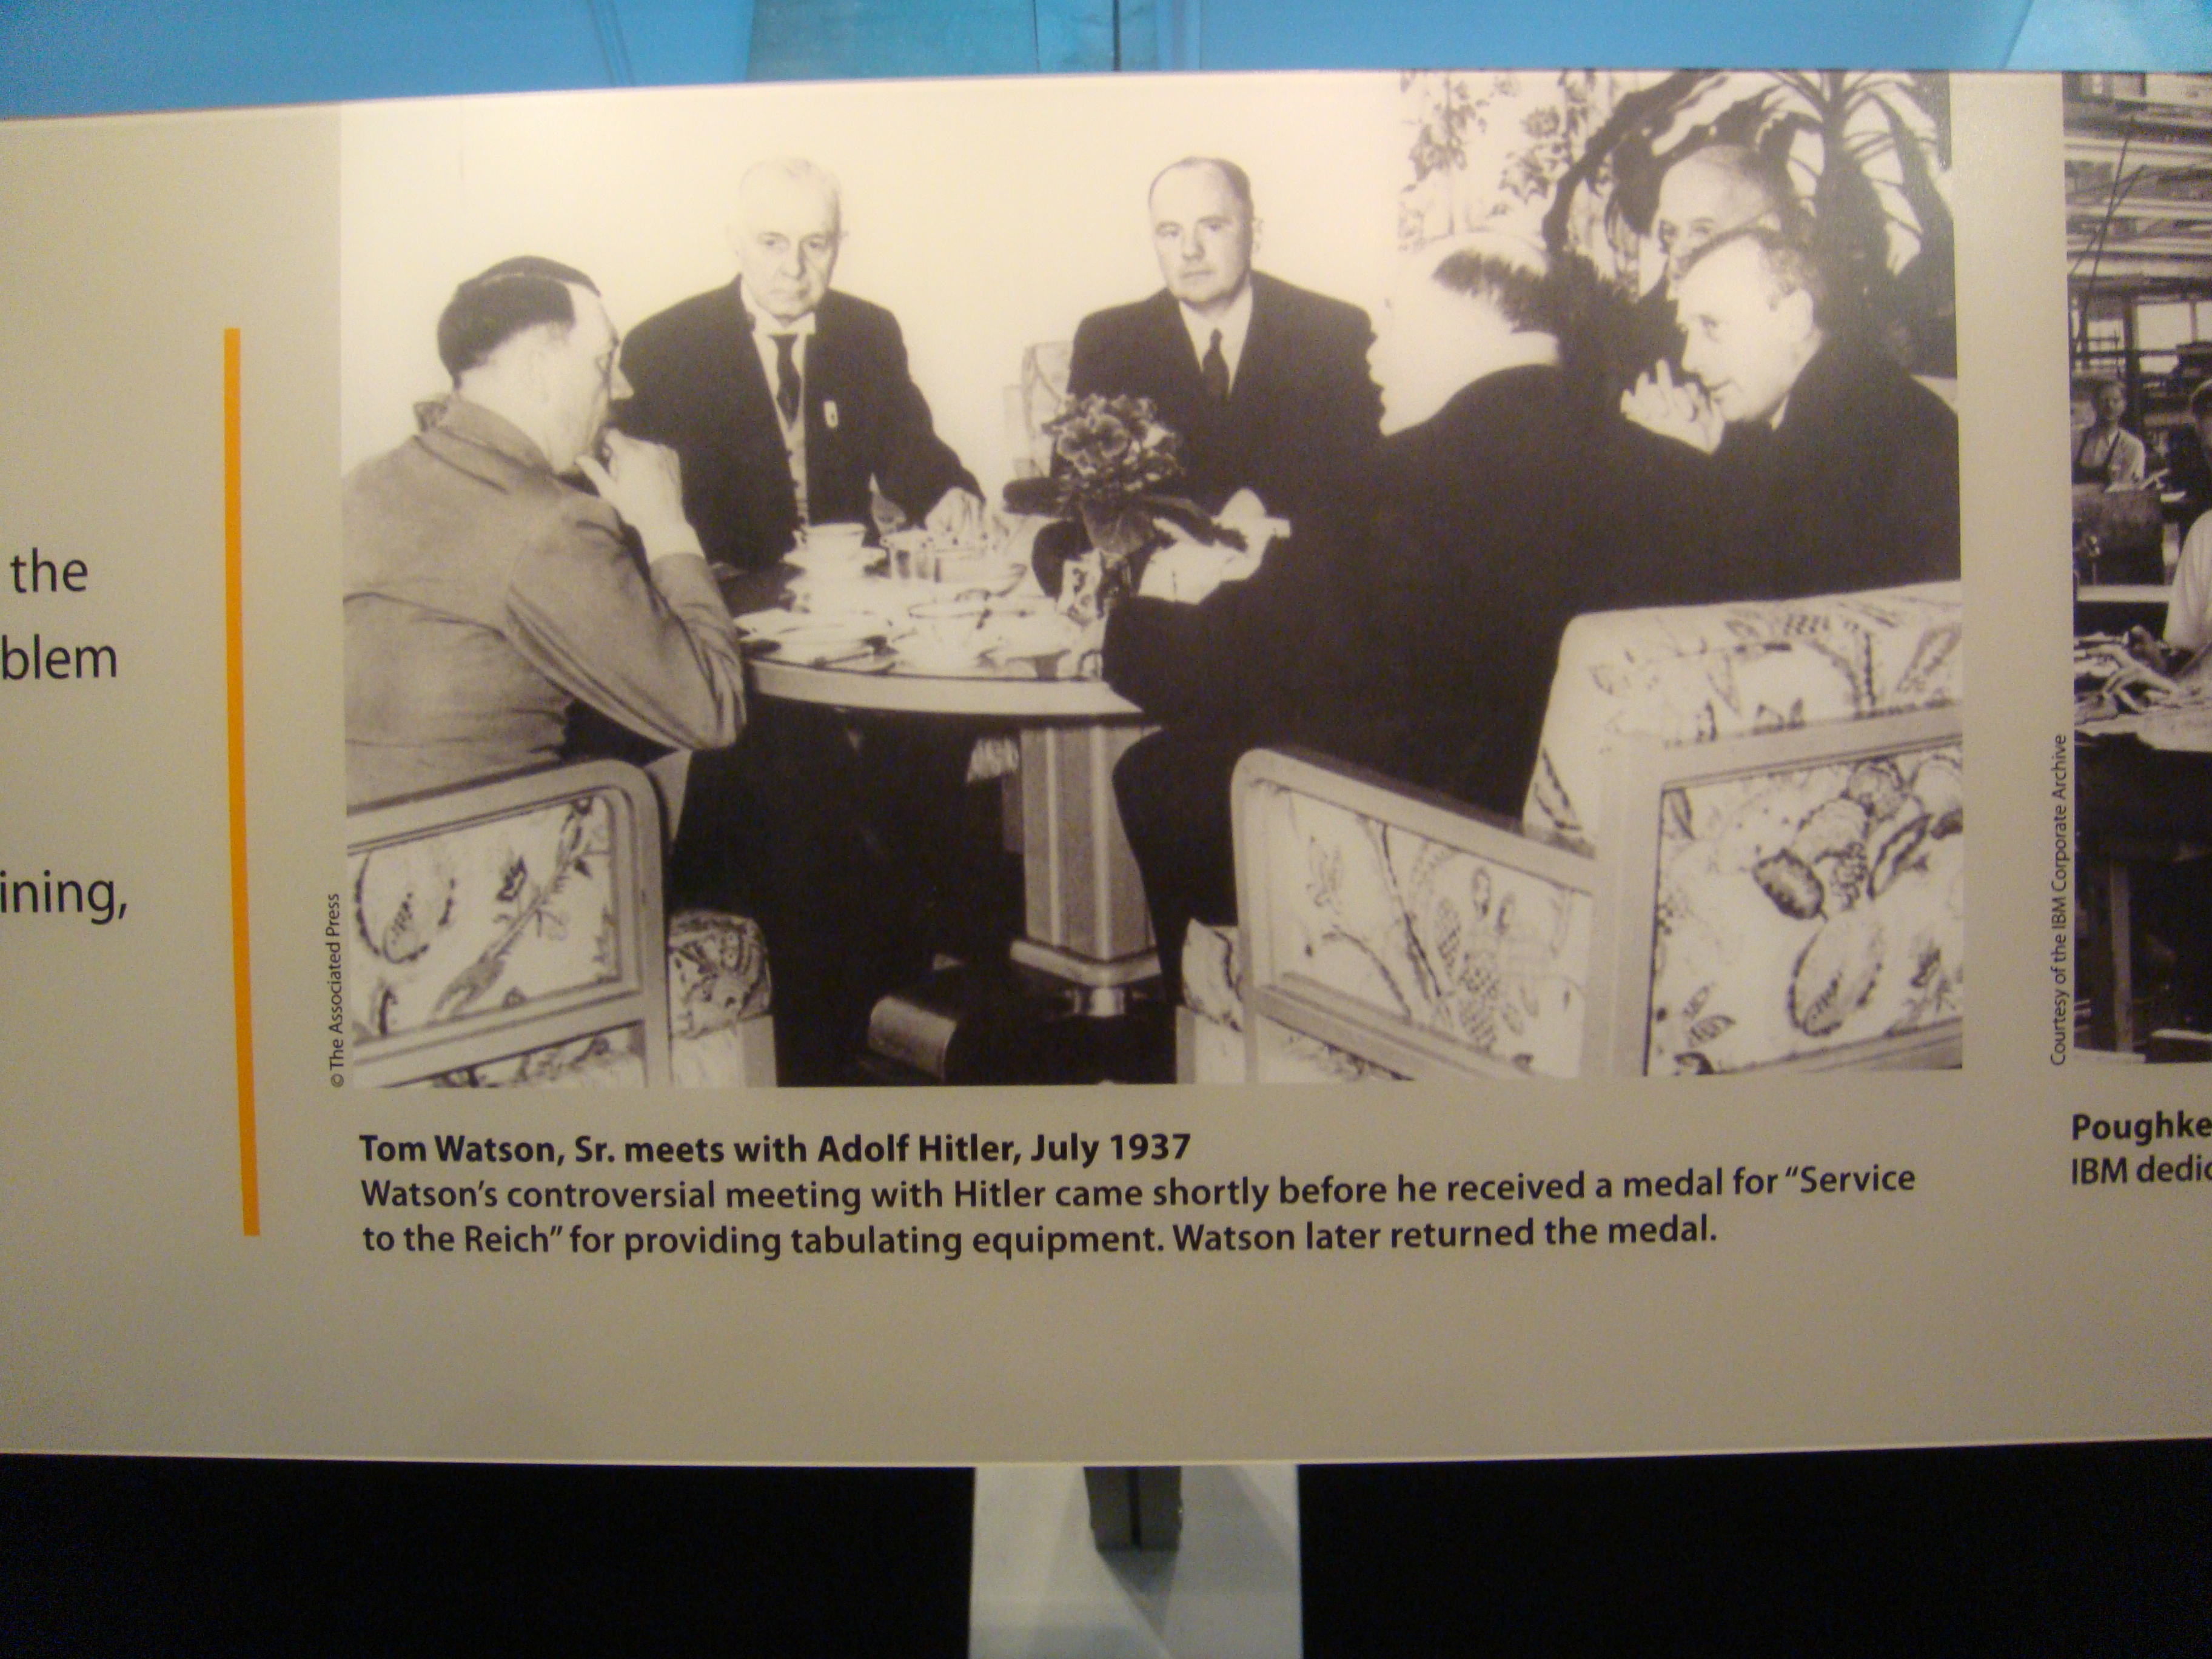 the
blem
ining,
© The Associated Press
Tom Watson, Sr. meets with Adolf Hitler, July 1937
Watson's controversial meeting with Hitler came shortly before he received a medal for “Service
to the Reich” for providing tabulating equipment. Watson later returned the medal.
Courtesy of the IBM Corporate Archive
Poughke
IBM dedic